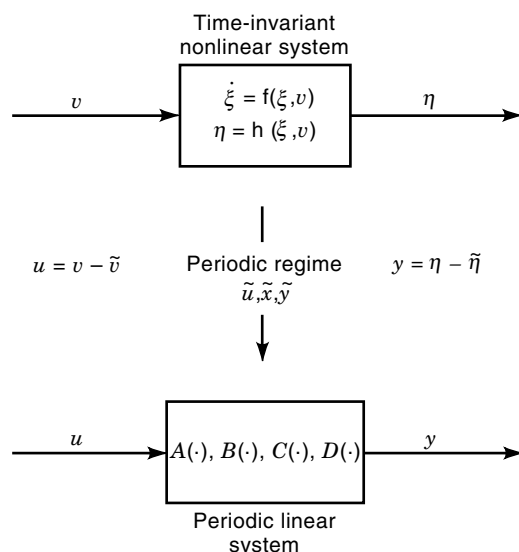 Time-invariant
nonlinear system
ξ̇ = f(ξ,v)
η = h (ξ,v)
v
η
u = v − ṽ
Periodic regime
ũ,x̃,ỹ
y = η − η̃
u
A(·), B(·), C(·), D(·)
y
Periodic linear
system